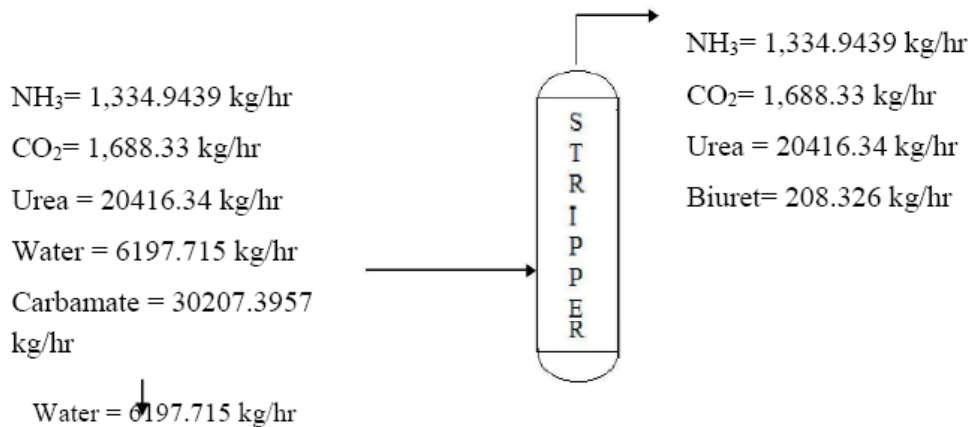 NH₃= 1,334.9439 kg/hr
CO₂= 1,688.33 kg/hr
Urea = 20416.34 kg/hr
Water = 6197.715 kg/hr
Carbamate = 30207.3957
kg/hr
Water = 6197.715 kg/hr
S
T
R
I
P
P
E
R
NH₃= 1,334.9439 kg/hr
CO₂= 1,688.33 kg/hr
Urea = 20416.34 kg/hr
Biuret= 208.326 kg/hr